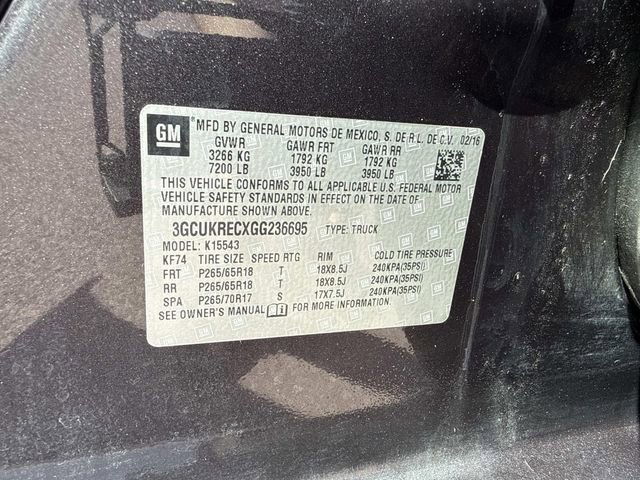 GM MFD BY GENERAL MOTORS DE MEXICO, S. DE R.L. DE C.V. 02/16
GVWR GAWR FRT GAWR RR
3266 KG 1792 KG 1792 KG
7200 LB 3950 LB 3950 LB
THIS VEHICLE CONFORMS TO ALL APPLICABLE U.S. FEDERAL MOTOR
VEHICLE SAFETY STANDARDS IN EFFECT ON THE DATE OF
MANUFACTURE SHOWN ABOVE.
3GCUKRECXGG236695 TYPE: TRUCK
MODEL: K15543
KF74 TIRE SIZE SPEED RTG RIM COLD TIRE PRESSURE
FRT P265/65R18 T 18X8.5J 240KPA(35PSI)
RR P265/65R18 T 18X8.5J 240KPA(35PSI)
SPA P265/70R17 S 17X7.5J 240KPA(35PSI)
SEE OWNER'S MANUAL FOR MORE INFORMATION.